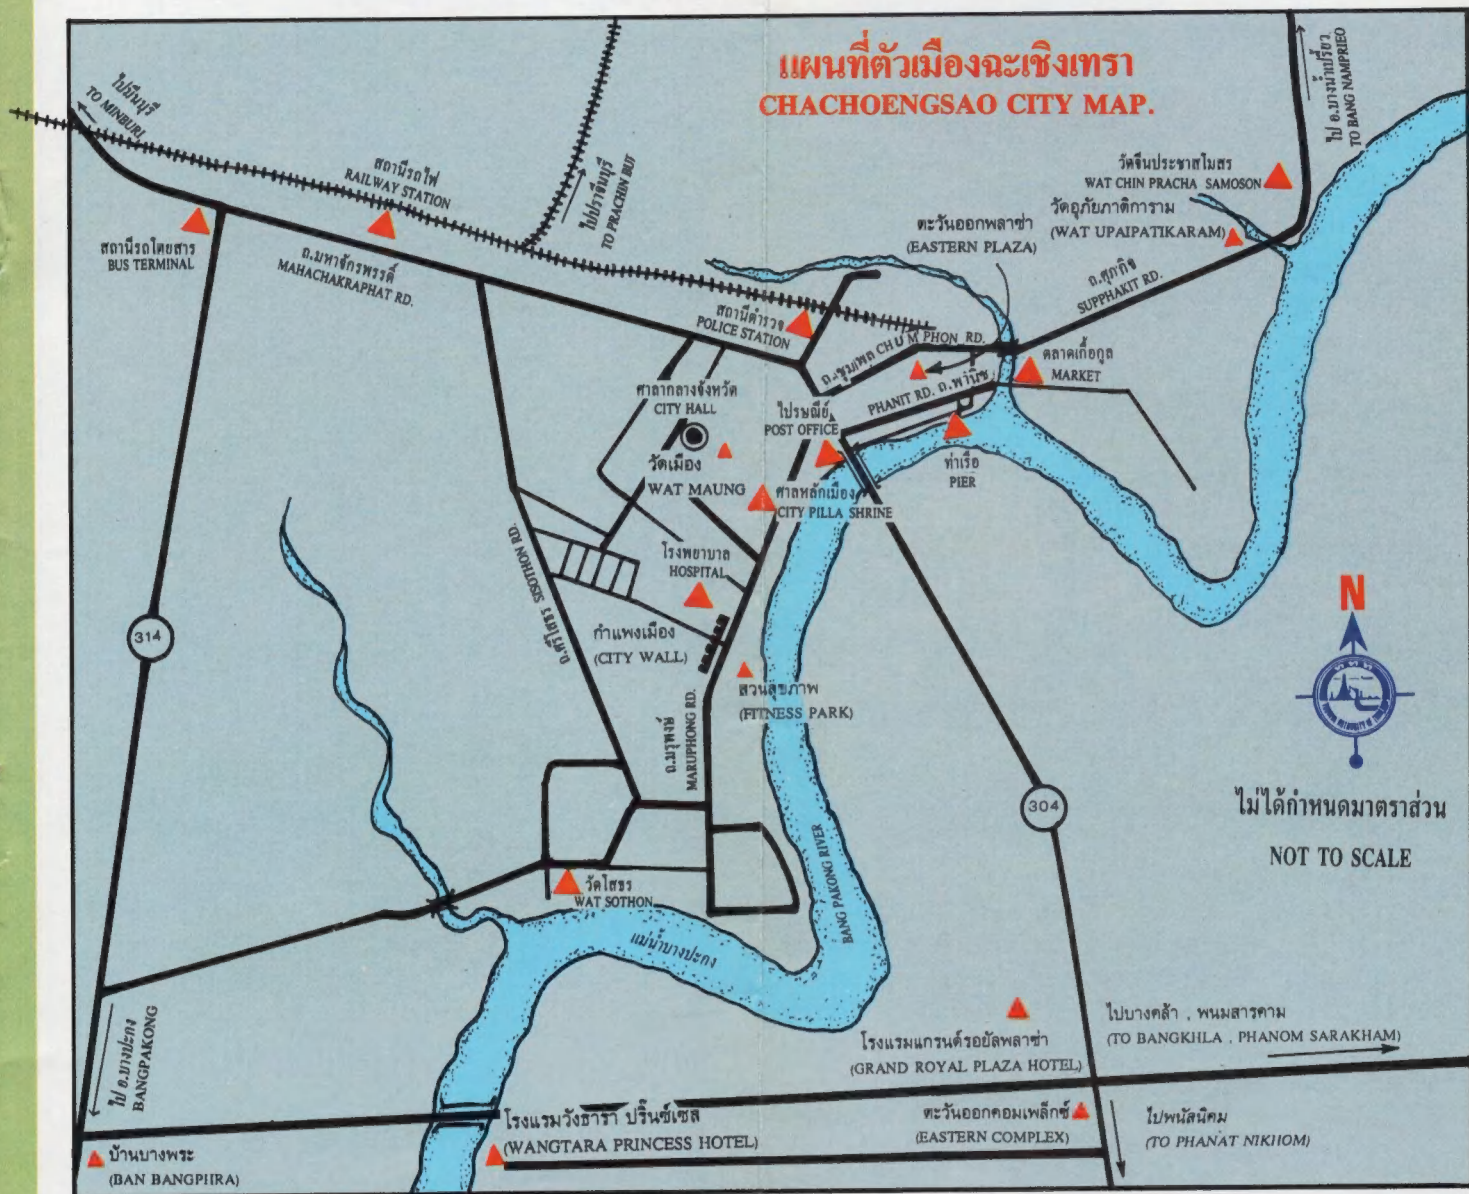 แผนที่ตัวเมืองฉะเชิงเทรา
CHACHOENGSAO CITY MAP.
ไปมีนบุรี
TO MINBURI
สถานีรถไฟ
RAILWAY STATION
ไปปราจีนบุรี
TO PRACHIN BUT
ไป อ.บางน้ำเปรี้ยว
TO BANG NAMPRIEO
วัดจีนประชาสโมสร
WAT CHIN PRACHA SAMOSON
วัดอุภัยภาติการาม
(WAT UPAIPATIKARAM)
ตะวันออกพลาซ่า
(EASTERN PLAZA)
สถานีรถโดยสาร
BUS TERMINAL
ถ.มหาจักรพรรดิ์
MAHACHAKRAPHAT RD.
ถ.ศุภกิจ
SUPPHAKIT RD.
สถานีตำรวจ
POLICE STATION
ถ.ชุมพล CHUMPHON RD.
ตลาดเกื้อกูล
MARKET
PHANIT RD. ถ.พานิช
ศาลากลางจังหวัด
CITY HALL
ไปรษณีย์
POST OFFICE
วัดเมือง
WAT MAUNG
ท่าเรือ
PIER
ศาลหลักเมือง
CITY PILLA SHRINE
ถ.ศรีโสธร SISOTHON RD.
โรงพยาบาล
HOSPITAL
N
314
กำแพงเมือง
(CITY WALL)
สวนสุขภาพ
(FITNESS PARK)
ถ.มรุพงษ์
MARUPHONG RD.
304
ไม่ได้กำหนดมาตราส่วน
NOT TO SCALE
BANG PAKONG RIVER
วัดโสธร
WAT SOTHON
แม่น้ำบางปะกง
ไป อ.บางปะกง
BANGPAKONG
โรงแรมแกรนด์รอยัลพลาซ่า
(GRAND ROYAL PLAZA HOTEL)
ไปบางคล้า , พนมสารคาม
(TO BANGKHLA , PHANOM SARAKHAM)
โรงแรมวังธารา ปริ๊นซ์เซส
(WANGTARA PRINCESS HOTEL)
ตะวันออกคอมเพล็กซ์
(EASTERN COMPLEX)
ไปพนัสนิคม
(TO PHANAT NIKHOM)
บ้านบางพระ
(BAN BANGPHRA)